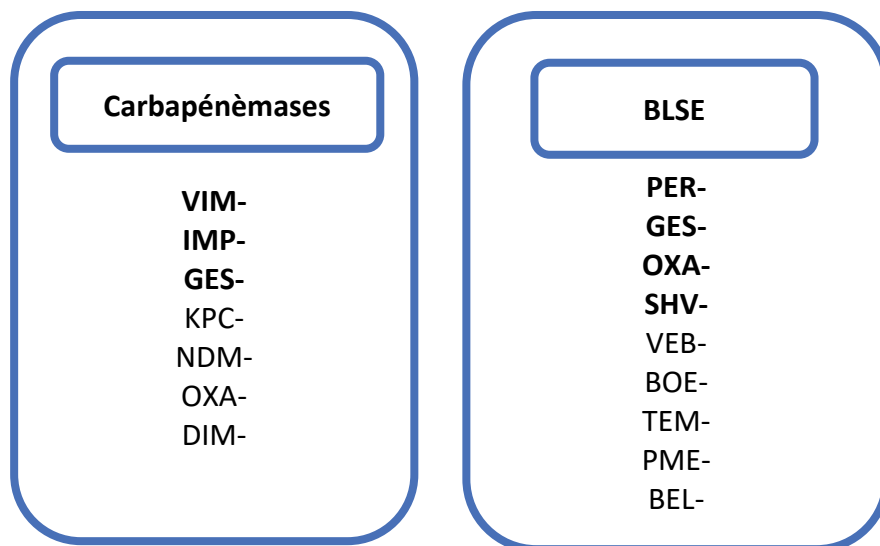 Carbapénèmases
VIM-
IMP-
GES-
KPC-
NDM-
OXA-
DIM-
BLSE
PER-
GES-
OXA-
SHV-
VEB-
BOE-
TEM-
PME-
BEL-